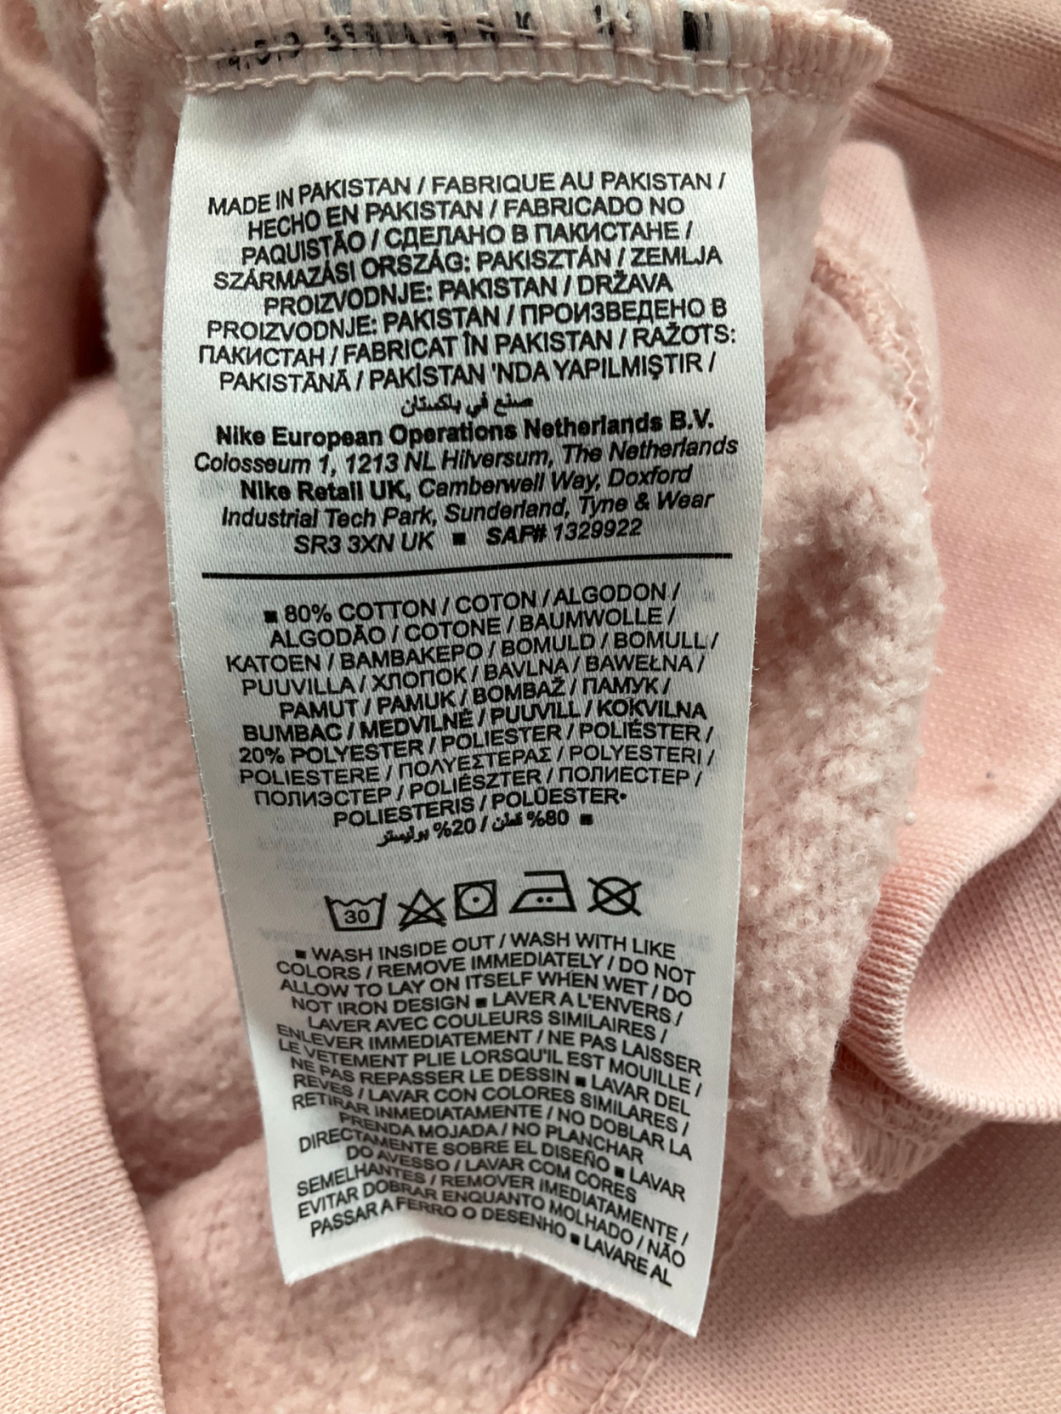 MADE IN PAKISTAN / FABRIQUE AU PAKISTAN /
HECHO EN PAKISTAN / FABRICADO NO
PAQUISTÃO / СДЕЛАНО В ПАКИСТАНЕ /
SZÁRMAZÁSI ORSZÁG: PAKISZTÁN / ZEMLJA
PROIZVODNJE: PAKISTAN / DRŽAVA
PROIZVODNJE: PAKISTAN / ПРОИЗВЕДЕНО В
ПАКИСТАН / FABRICAT ÎN PAKISTAN / RAŽOTS:
PAKISTĀNĀ / PAKİSTAN 'NDA YAPILMIŞTIR /
صنع في باكستان
Nike European Operations Netherlands B.V.
Colosseum 1, 1213 NL Hilversum, The Netherlands
Nike Retail UK, Camberwell Way, Doxford
Industrial Tech Park, Sunderland, Tyne & Wear
SR3 3XN UK ■ SAP# 1329922
■ 80% COTTON / COTON / ALGODON /
ALGODÃO / COTONE / BAUMWOLLE /
KATOEN / ΒΑΜΒΑΚΕΡΟ / BOMULD / BOMULL /
PUUVILLA / ХЛОПОК / BAVLNA / BAWEŁNA /
PAMUT / PAMUK / BOMBAŽ / ПАМУК /
BUMBAC / MEDVILNĖ / PUUVILL / KOKVILNA
20% POLYESTER / POLIESTER / POLIÉSTER /
POLIESTERE / ΠΟΛΥΕΣΤΕΡΑΣ / POLYESTERI /
ПОЛИЭСТЕР / POLIÉSZTER / ПОЛИЕСТЕР /
POLIESTERIS / POLÜESTER•
%80 قطن / %20 بوليستر ■
30
■ WASH INSIDE OUT / WASH WITH LIKE
COLORS / REMOVE IMMEDIATELY / DO NOT
ALLOW TO LAY ON ITSELF WHEN WET / DO
NOT IRON DESIGN ■ LAVER A L'ENVERS /
LAVER AVEC COULEURS SIMILAIRES /
ENLEVER IMMEDIATEMENT / NE PAS LAISSER
LE VETEMENT PLIE LORSQU'IL EST MOUILLE /
NE PAS REPASSER LE DESSIN ■ LAVAR DEL
REVES / LAVAR CON COLORES SIMILARES /
RETIRAR INMEDIATAMENTE / NO DOBLAR LA
PRENDA MOJADA / NO PLANCHAR
DIRECTAMENTE SOBRE EL DISEÑO ■ LAVAR
DO AVESSO / LAVAR COM CORES
SEMELHANTES / REMOVER IMEDIATAMENTE /
EVITAR DOBRAR ENQUANTO MOLHADO / NÃO
PASSAR A FERRO O DESENHO ■ LAVARE AL